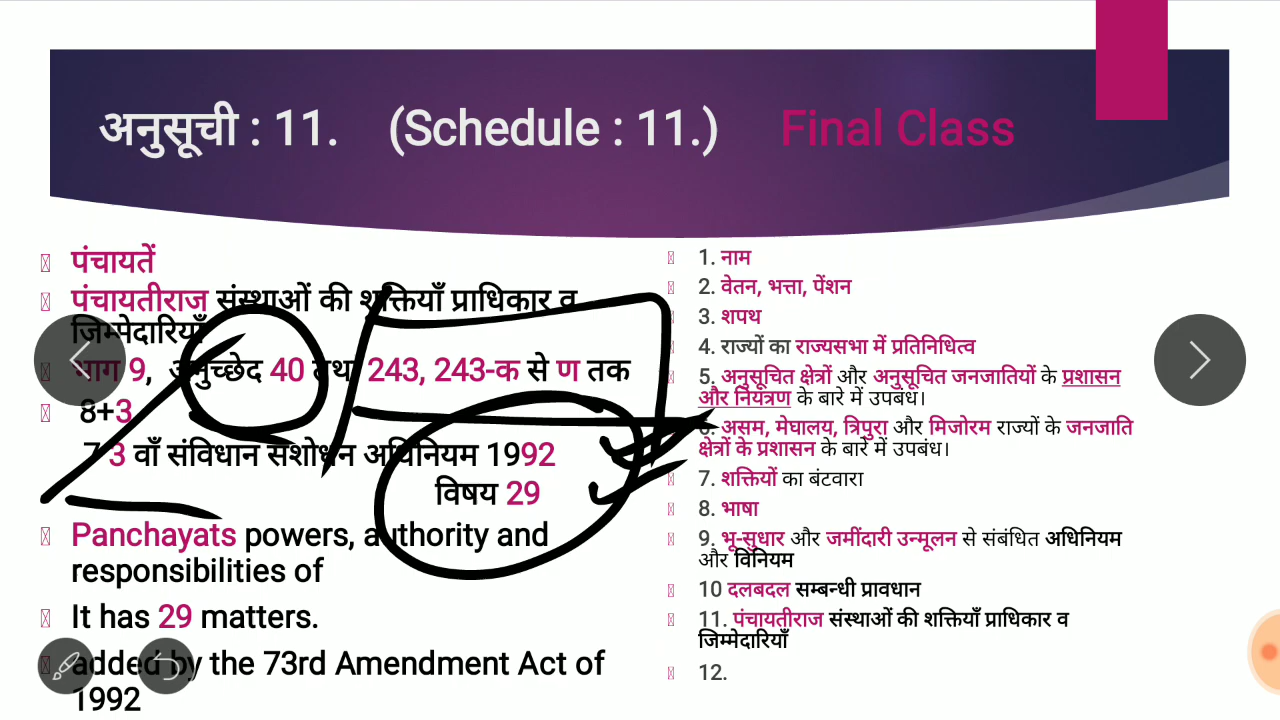 अनुसूची : 11. (Schedule : 11.) Final Class
पंचायतें
पंचायतीराज संस्थाओं की शक्तियाँ प्राधिकार व
जिम्मेदारियाँ
भाग 9, अनुच्छेद 40 तथा 243, 243-क से ण तक
8+3
73 वाँ संविधान संशोधन अधिनियम 1992
विषय 29
Panchayats powers, authority and
responsibilities of
It has 29 matters.
added by the 73rd Amendment Act of
1992
1. नाम
2. वेतन, भत्ता, पेंशन
3. शपथ
4. राज्यों का राज्यसभा में प्रतिनिधित्व
5. अनुसूचित क्षेत्रों और अनुसूचित जनजातियों के प्रशासन
और नियंत्रण के बारे में उपबंध।
6. असम, मेघालय, त्रिपुरा और मिजोरम राज्यों के जनजाति
क्षेत्रों के प्रशासन के बारे में उपबंध।
7. शक्तियों का बंटवारा
8. भाषा
9. भू-सुधार और जमींदारी उन्मूलन से संबंधित अधिनियम
और विनियम
10 दलबदल सम्बन्धी प्रावधान
11. पंचायतीराज संस्थाओं की शक्तियाँ प्राधिकार व
जिम्मेदारियाँ
12.